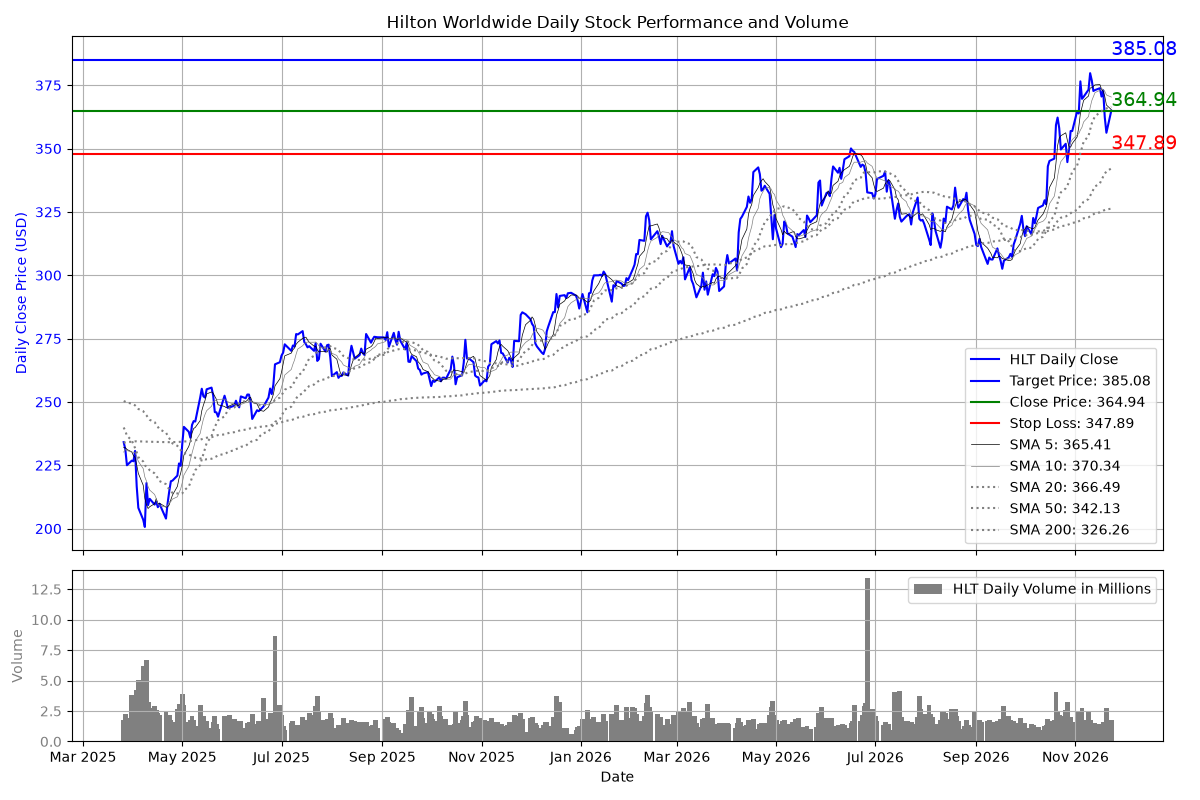 Hilton Worldwide Daily Stock Performance and Volume
385.08
364.94
347.89
375
350
325
300
275
250
225
200
Daily Close Price (USD)
HLT Daily Close
Target Price: 385.08
Close Price: 364.94
Stop Loss: 347.89
SMA 5: 365.41
SMA 10: 370.34
SMA 20: 366.49
SMA 50: 342.13
SMA 200: 326.26
12.5
10.0
7.5
5.0
2.5
0.0
Volume
HLT Daily Volume in Millions
Mar 2025 May 2025 Jul 2025 Sep 2025 Nov 2025 Jan 2026 Mar 2026 May 2026 Jul 2026 Sep 2026 Nov 2026
Date